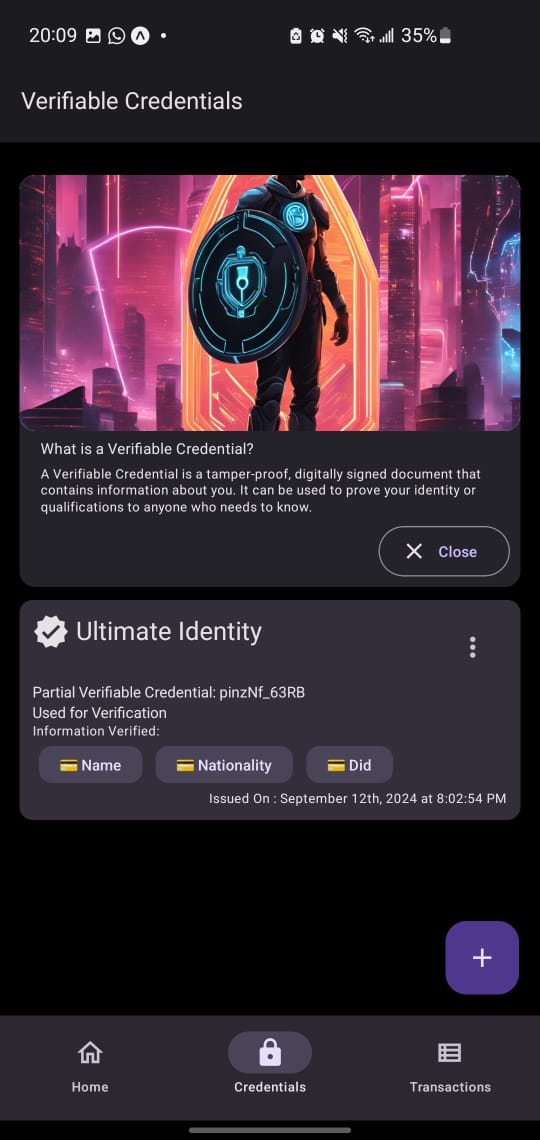 20:09 35%
Verifiable Credentials
What is a Verifiable Credential?
A Verifiable Credential is a tamper-proof, digitally signed document that
contains information about you. It can be used to prove your identity or
qualifications to anyone who needs to know.
Close
Ultimate Identity
Partial Verifiable Credential: pinzNf_63RB
Used for Verification
Information Verified:
Name Nationality Did
Issued On : September 12th, 2024 at 8:02:54 PM
+
Home Credentials Transactions